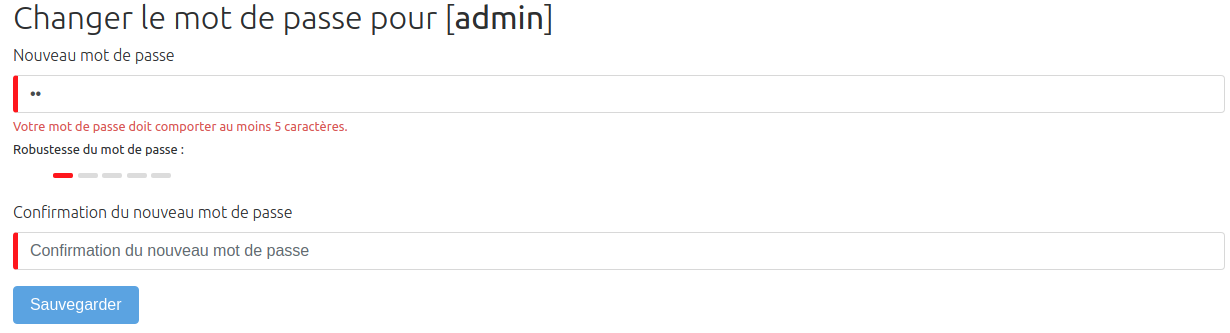 Changer le mot de passe pour [admin]
Nouveau mot de passe
••
Votre mot de passe doit comporter au moins 5 caractères.
Robustesse du mot de passe :
Confirmation du nouveau mot de passe
Confirmation du nouveau mot de passe
Sauvegarder